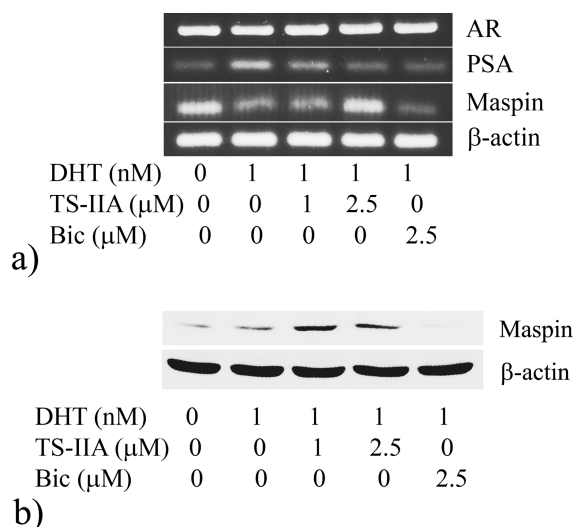 AR
PSA
Maspin
β-actin
DHT (nM) 0 1 1 1 1
TS-IIA (μM) 0 0 1 2.5 0
Bic (μM) 0 0 0 0 2.5
a)
Maspin
β-actin
DHT (nM) 0 1 1 1 1
TS-IIA (μM) 0 0 1 2.5 0
Bic (μM) 0 0 0 0 2.5
b)